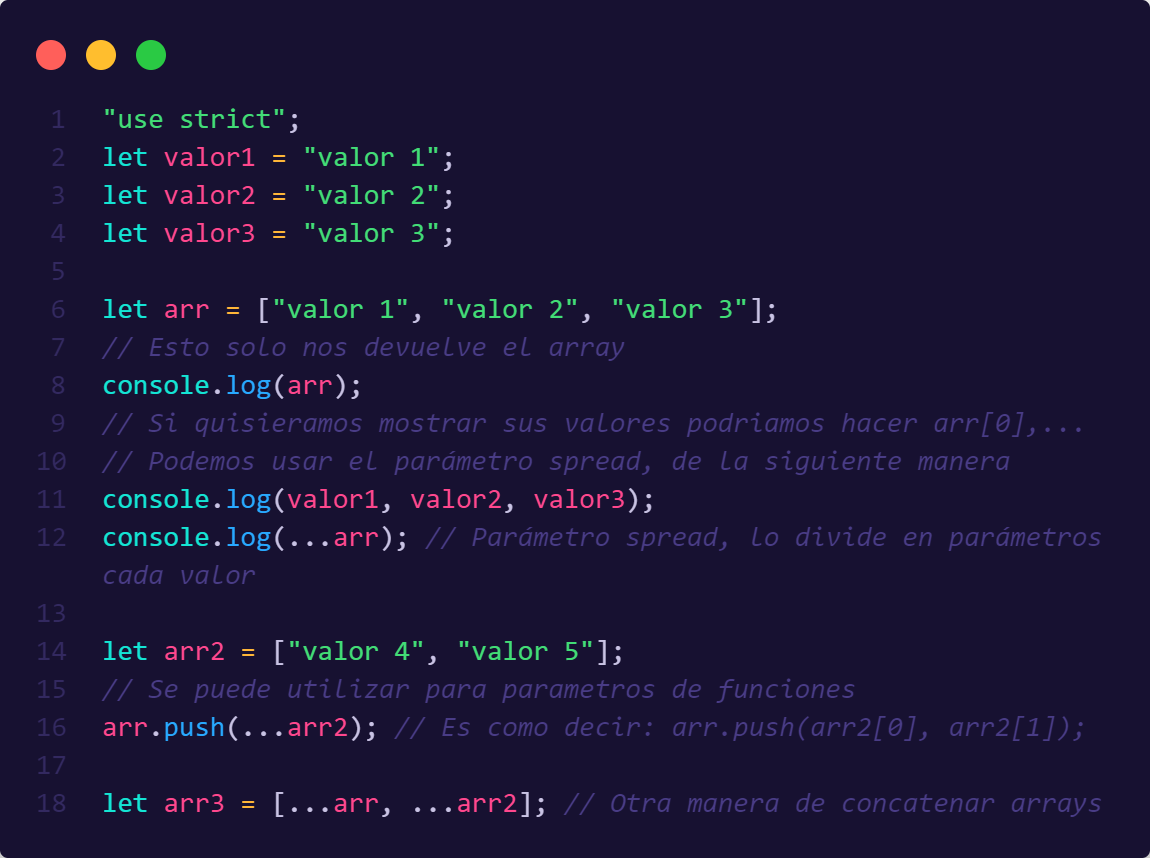 1 "use strict";
2 let valor1 = "valor 1";
3 let valor2 = "valor 2";
4 let valor3 = "valor 3";
5
6 let arr = ["valor 1", "valor 2", "valor 3"];
7 // Esto solo nos devuelve el array
8 console.log(arr);
9 // Si quisieramos mostrar sus valores podriamos hacer arr[0],...
10 // Podemos usar el parámetro spread, de la siguiente manera
11 console.log(valor1, valor2, valor3);
12 console.log(...arr); // Parámetro spread, lo divide en parámetros
cada valor
13
14 let arr2 = ["valor 4", "valor 5"];
15 // Se puede utilizar para parametros de funciones
16 arr.push(...arr2); // Es como decir: arr.push(arr2[0], arr2[1]);
17
18 let arr3 = [...arr, ...arr2]; // Otra manera de concatenar arrays